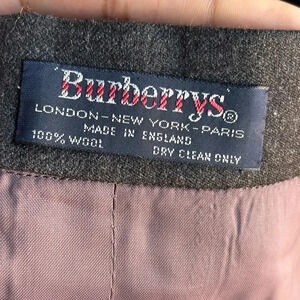 Burberrys®
LONDON–NEW YORK–PARIS
MADE IN ENGLAND
100% WOOL
DRY CLEAN ONLY